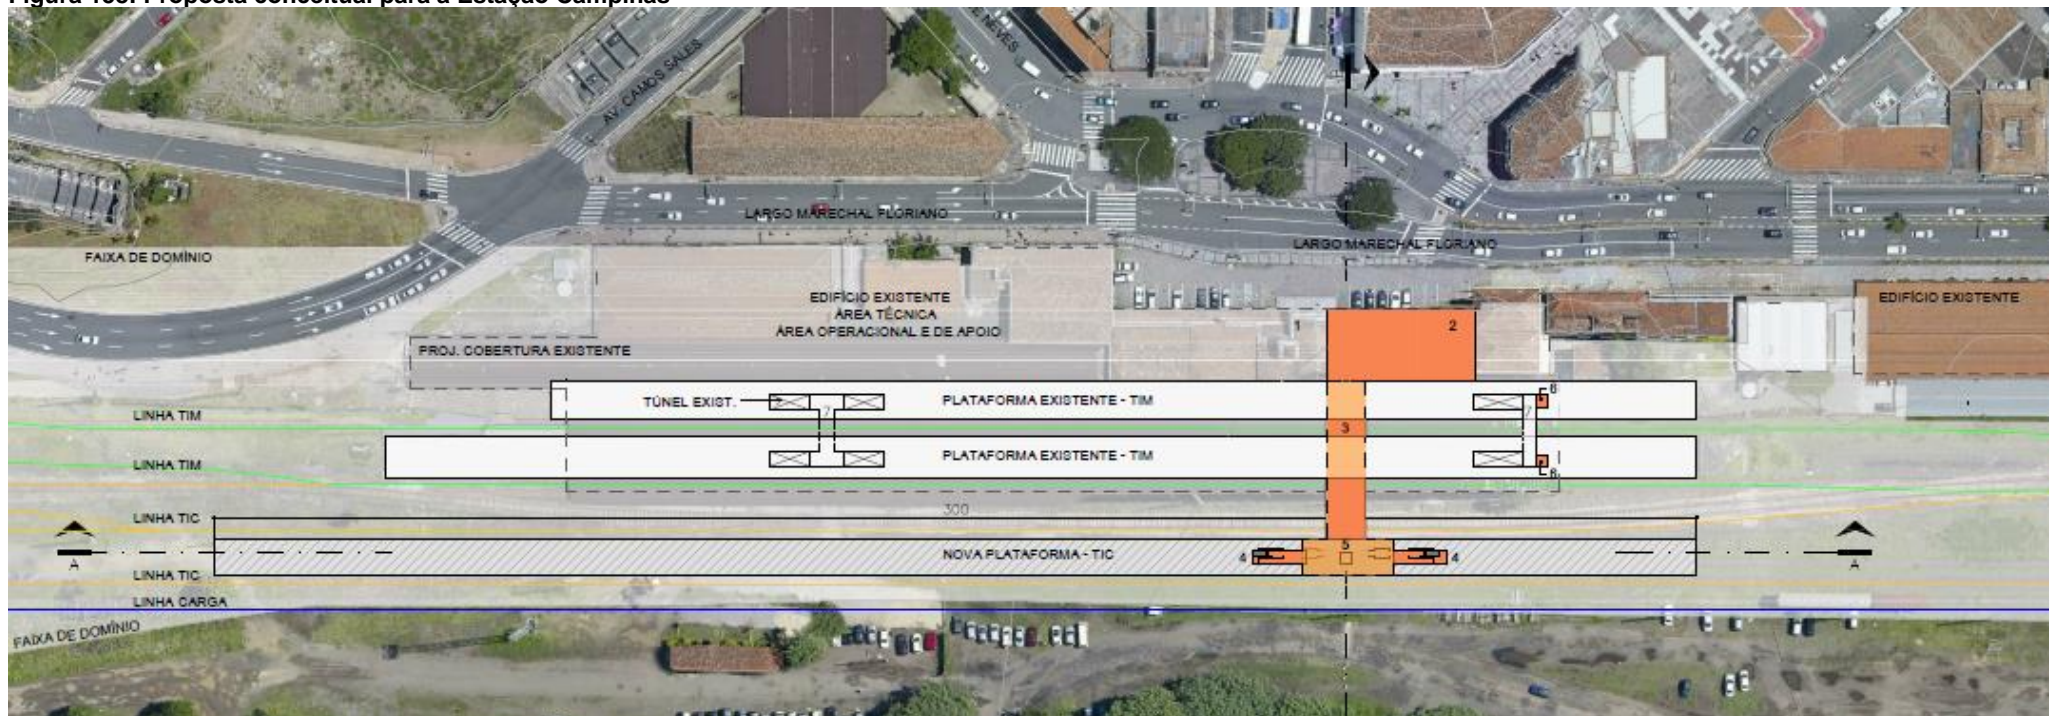 AV. CAMOS SALES
LARGO MARECHAL FLORIANO
LARGO MARECHAL FLORIANO
FAIXA DE DOMÍNIO
EDIFÍCIO EXISTENTE
ÁREA TÉCNICA
ÁREA OPERACIONAL E DE APOIO
EDIFÍCIO EXISTENTE
1
2
PROJ. COBERTURA EXISTENTE
TÚNEL EXIST.
7
PLATAFORMA EXISTENTE - TIM
7
6
LINHA TIM
3
LINHA TIM
PLATAFORMA EXISTENTE - TIM
6
300
LINHA TIC
A
NOVA PLATAFORMA - TIC
4
5
4
A
LINHA TIC
LINHA CARGA
FAIXA DE DOMÍNIO